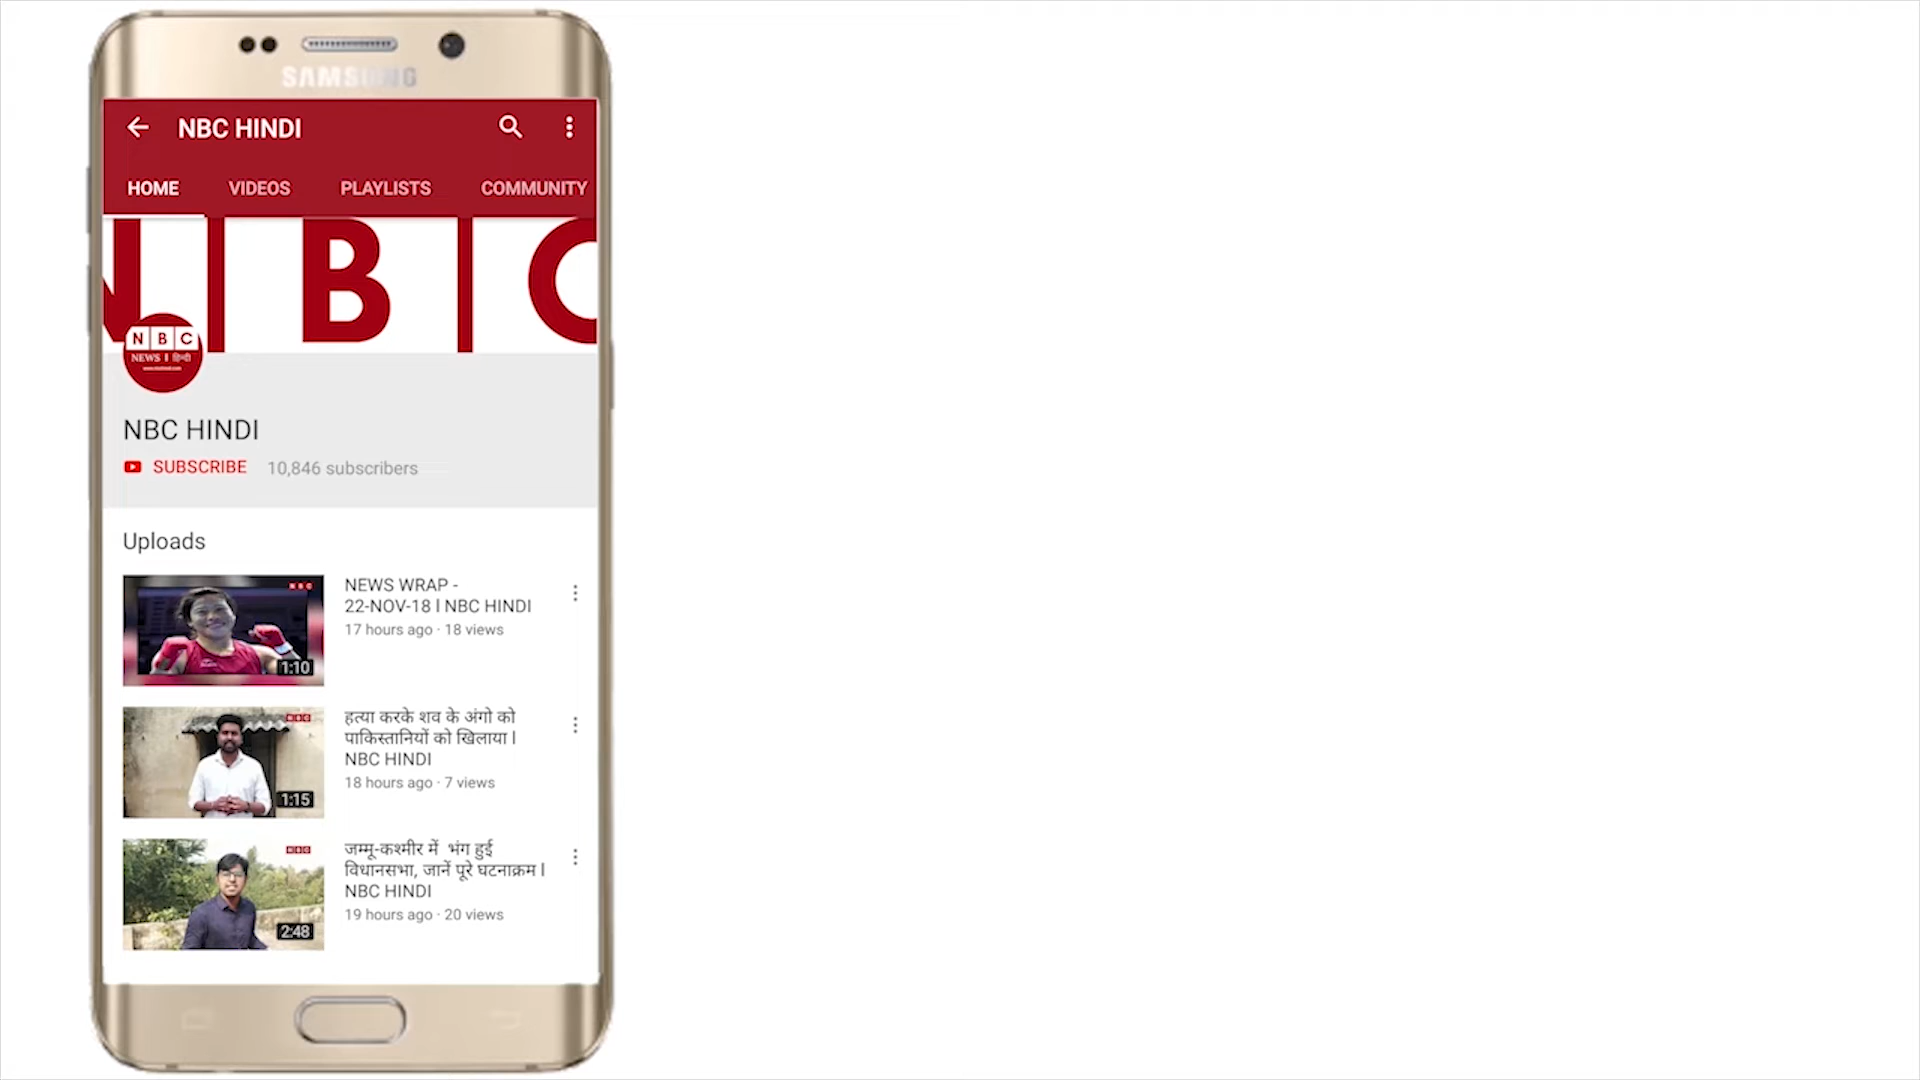 SAMSUNG
NBC HINDI
HOME VIDEOS PLAYLISTS COMMUNITY
N B C
N B C
NEWS | हिन्दी
NBC HINDI
SUBSCRIBE 10,846 subscribers
Uploads
NBC
NEWS WRAP -
22-NOV-18 | NBC HINDI
17 hours ago · 18 views
1:10
NBC
हत्या करके शव के अंगो को
पाकिस्तानियों को खिलाया |
NBC HINDI
18 hours ago · 7 views
1:15
NBC
जम्मू-कश्मीर में भंग हुई
विधानसभा, जानें पूरे घटनाक्रम |
NBC HINDI
19 hours ago · 20 views
2:48